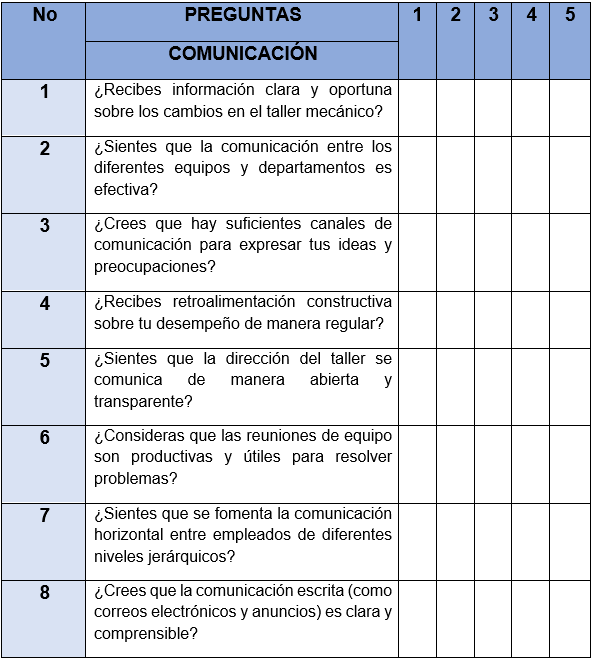 No PREGUNTAS 1 2 3 4 5
COMUNICACIÓN
1 ¿Recibes información clara y oportuna
sobre los cambios en el taller mecánico?
2 ¿Sientes que la comunicación entre los
diferentes equipos y departamentos es
efectiva?
3 ¿Crees que hay suficientes canales de
comunicación para expresar tus ideas y
preocupaciones?
4 ¿Recibes retroalimentación constructiva
sobre tu desempeño de manera regular?
5 ¿Sientes que la dirección del taller se
comunica de manera abierta y
transparente?
6 ¿Consideras que las reuniones de equipo
son productivas y útiles para resolver
problemas?
7 ¿Sientes que se fomenta la comunicación
horizontal entre empleados de diferentes
niveles jerárquicos?
8 ¿Crees que la comunicación escrita (como
correos electrónicos y anuncios) es clara y
comprensible?